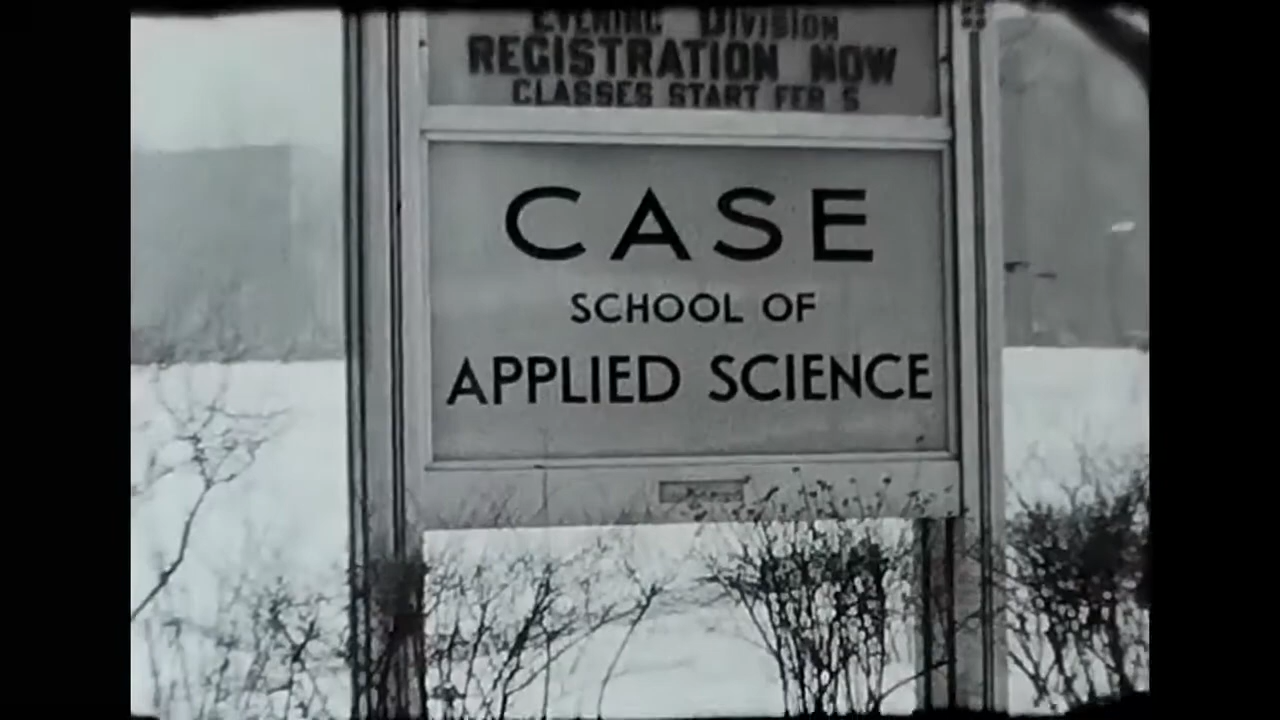 EVENING DIVISION
REGISTRATION NOW
CLASSES START FEB 5
CASE
SCHOOL OF
APPLIED SCIENCE